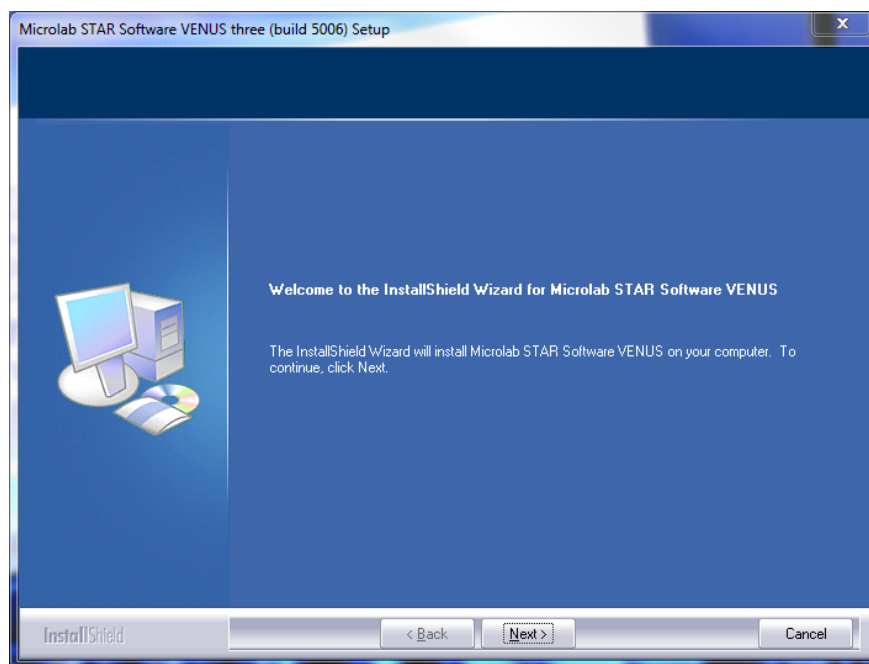 Microlab STAR Software VENUS three (build 5006) Setup
Welcome to the InstallShield Wizard for Microlab STAR Software VENUS
The InstallShield Wizard will install Microlab STAR Software VENUS on your computer. To
continue, click Next.
InstallShield
< Back
Next >
Cancel